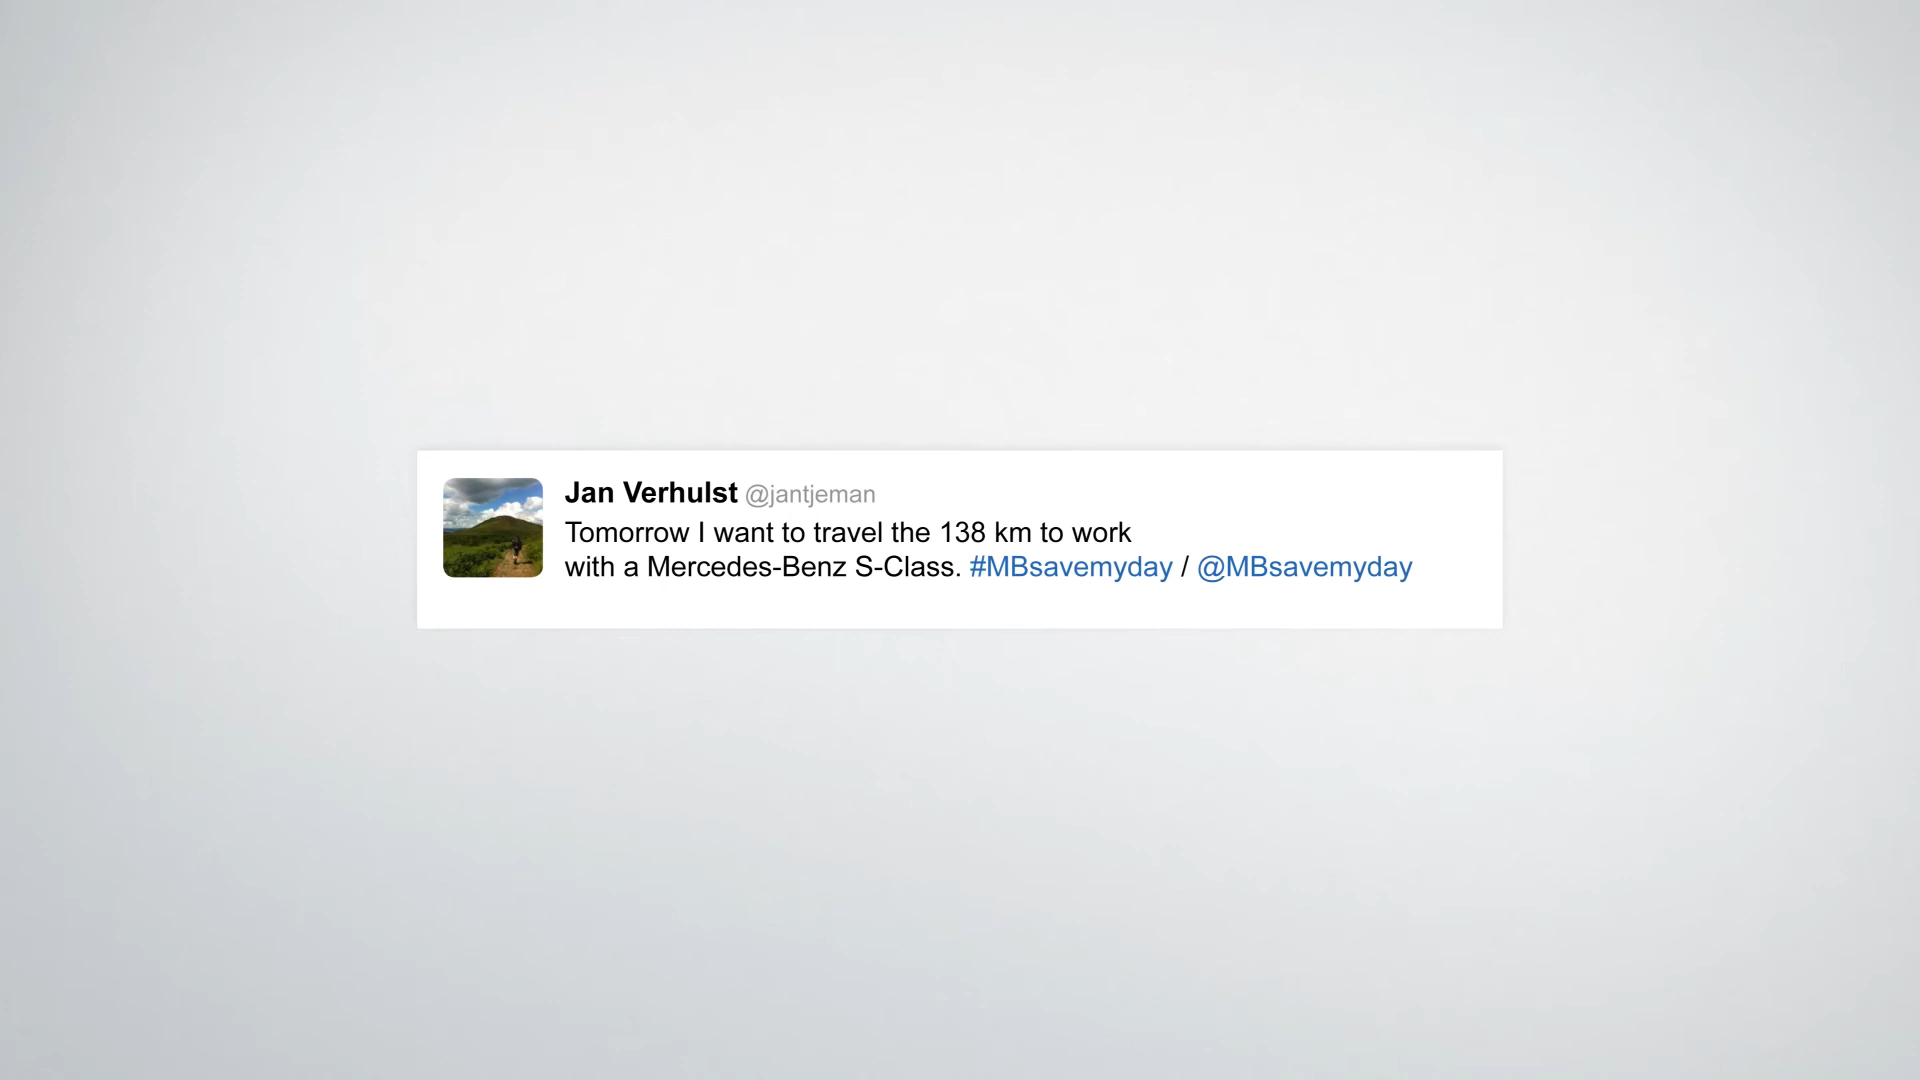 Jan Verhulst @jantjeman
Tomorrow I want to travel the 138 km to work
with a Mercedes-Benz S-Class. #MBsavemyday / @MBsavemyday